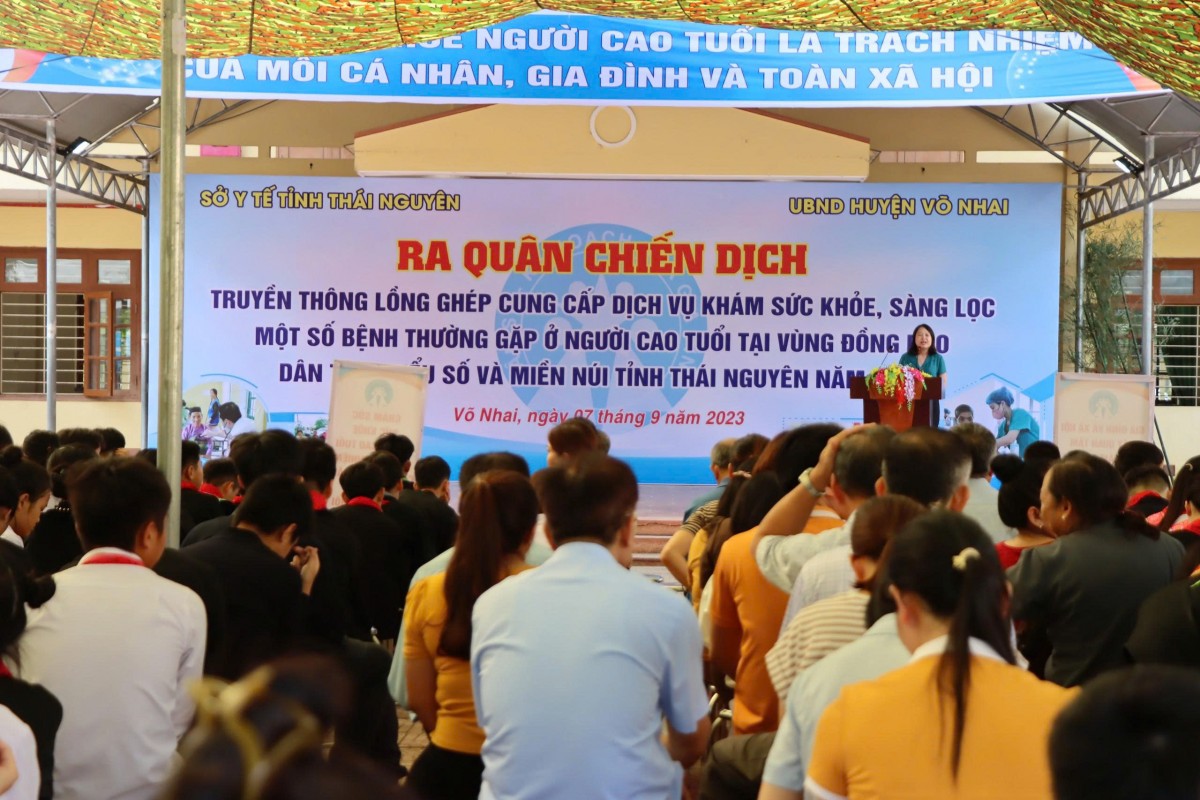 NGƯỜI CAO TUỔI LÀ TRÁCH NHIỆM
CỦA MỖI CÁ NHÂN, GIA ĐÌNH VÀ TOÀN XÃ HỘI
SỞ Y TẾ TỈNH THÁI NGUYÊN
UBND HUYỆN VÕ NHAI
RA QUÂN CHIẾN DỊCH
TRUYỀN THÔNG LỒNG GHÉP CUNG CẤP DỊCH VỤ KHÁM SỨC KHỎE, SÀNG LỌC
MỘT SỐ BỆNH THƯỜNG GẶP Ở NGƯỜI CAO TUỔI TẠI VÙNG ĐỒNG
DÂN SỐ VÀ MIỀN NÚI TỈNH THÁI NGUYÊN NĂM
Võ Nhai, ngày 07 tháng 9 năm 2023